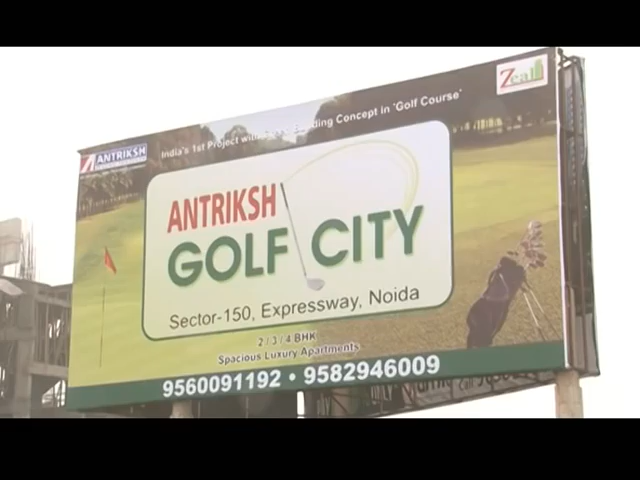 Zeal
ANTRIKSH
India's 1st Project with Concept in 'Golf Course'
ANTRIKSH
GOLF CITY
Sector-150, Expressway, Noida
2 / 3 / 4 BHK
Spacious Luxury Apartments
9560091192 • 9582946009